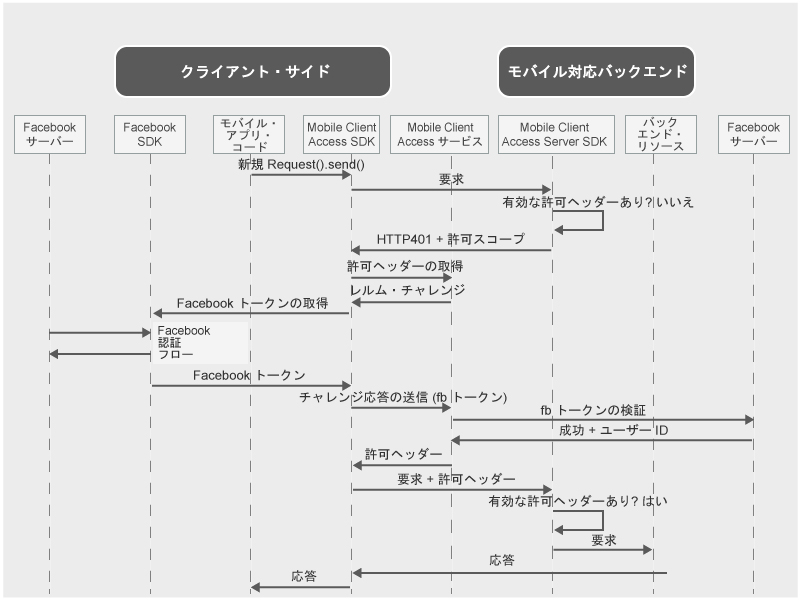 クライアント・サイド
モバイル対応バックエンド
Facebook
サーバー
Facebook
SDK
モバイル・
アプリ・
コード
Mobile Client
Access SDK
Mobile Client
Access サービス
Mobile Client
Access Server SDK
バック
エンド・
リソース
Facebook
サーバー
新規 Request().send()
要求
有効な許可ヘッダーあり? いいえ
HTTP401 + 許可スコープ
許可ヘッダーの取得
レルム・チャレンジ
Facebook トークンの取得
Facebook
認証
フロー
Facebook トークン
チャレンジ応答の送信 (fb トークン)
fb トークンの検証
成功 + ユーザー ID
許可ヘッダー
要求 + 許可ヘッダー
有効な許可ヘッダーあり? はい
要求
応答
応答